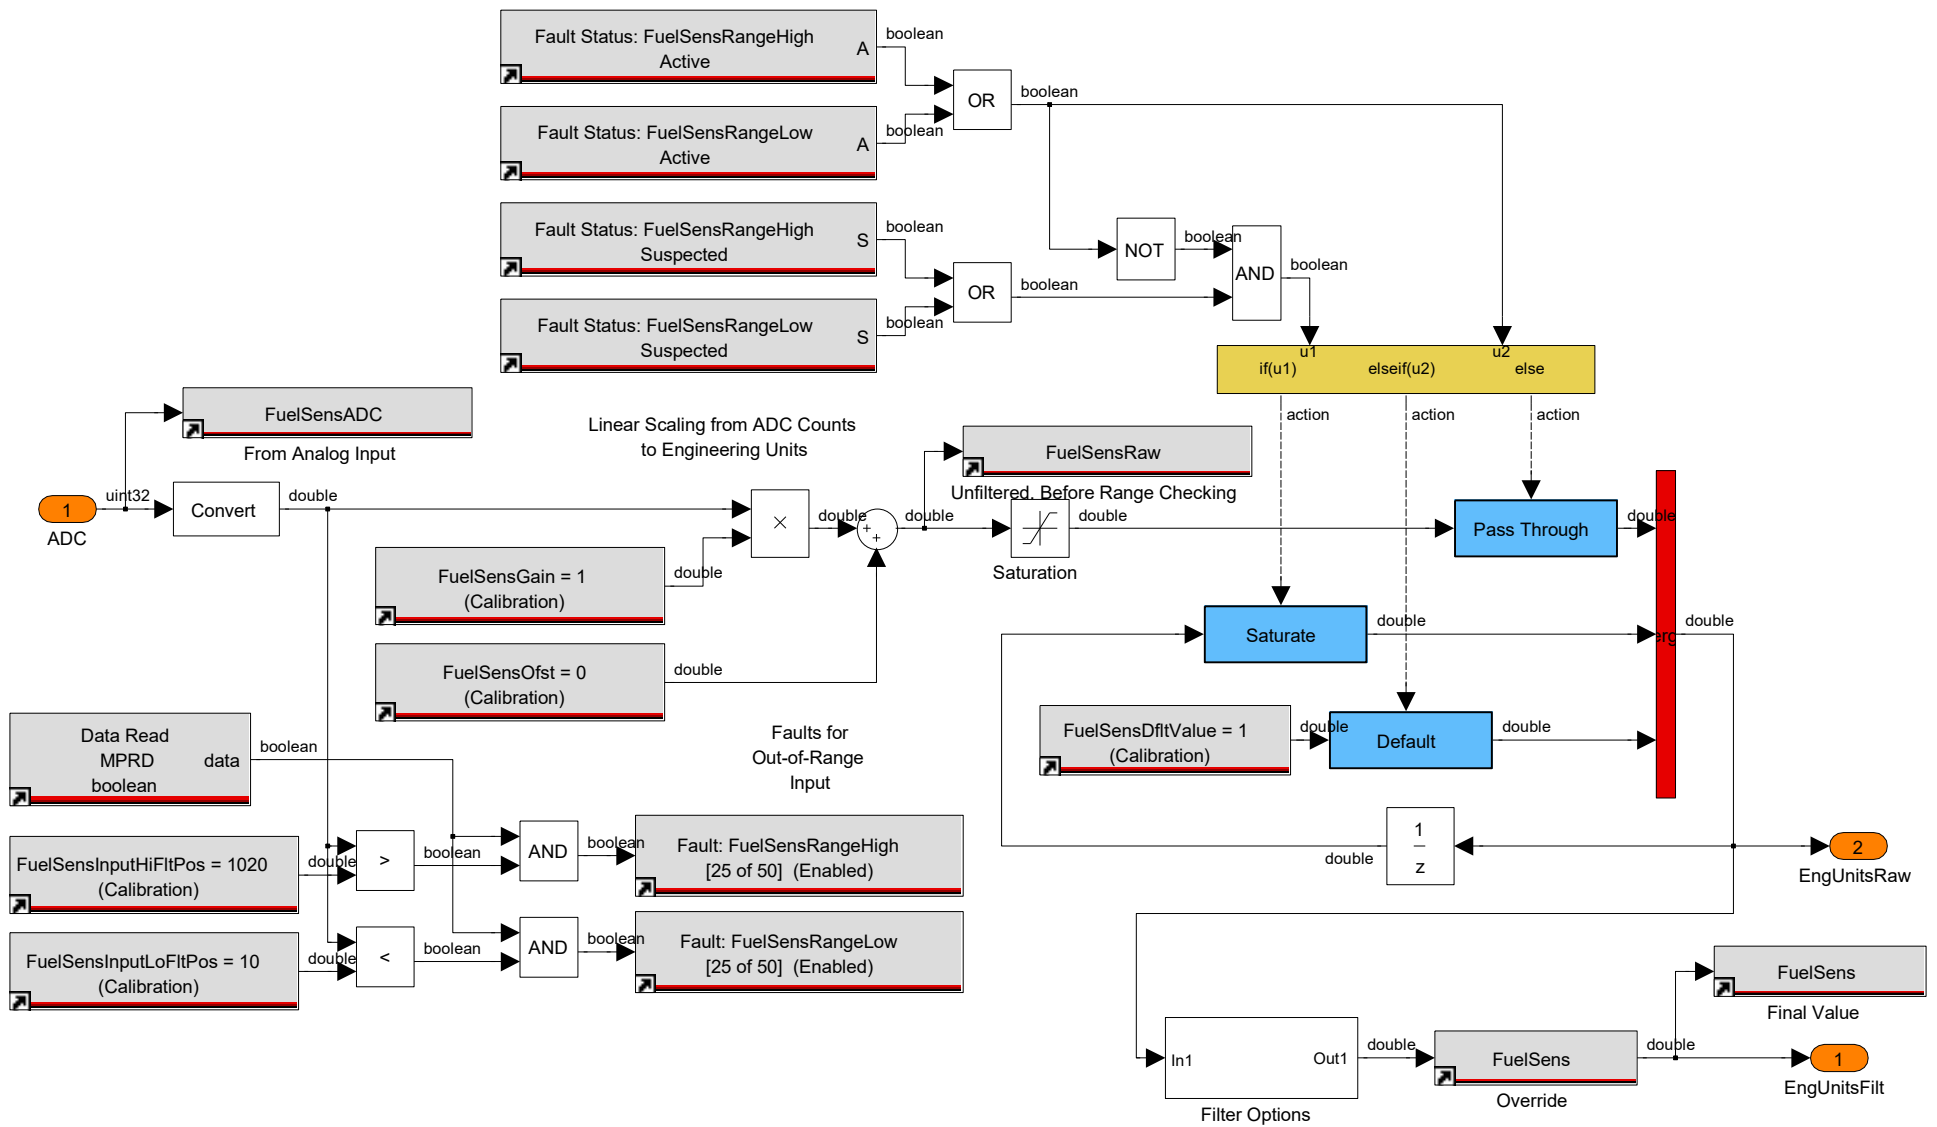 Fault Status: FuelSensRangeHigh
Active
A
boolean
Fault Status: FuelSensRangeLow
Active
A
boolean
OR
boolean
Fault Status: FuelSensRangeHigh
Suspected
S
boolean
Fault Status: FuelSensRangeLow
Suspected
S
boolean
OR
boolean
NOT
boolean
AND
boolean
u1
u2
if(u1)
elseif(u2)
else
action
action
action
FuelSensADC
From Analog Input
Linear Scaling from ADC Counts
to Engineering Units
FuelSensRaw
Unfiltered, Before Range Checking
1
ADC
uint32
Convert
double
×
double
+
+
double
Saturation
double
Pass Through
double
FuelSensGain = 1
(Calibration)
double
FuelSensOfst = 0
(Calibration)
double
Saturate
double
double
FuelSensDfltValue = 1
(Calibration)
double
Default
double
Data Read
MPRD
boolean
data
boolean
Faults for
Out-of-Range
Input
FuelSensInputHiFltPos = 1020
(Calibration)
double
>
boolean
AND
boolean
Fault: FuelSensRangeHigh
[25 of 50] (Enabled)
FuelSensInputLoFltPos = 10
(Calibration)
double
<
boolean
AND
boolean
Fault: FuelSensRangeLow
[25 of 50] (Enabled)
1
z
double
2
EngUnitsRaw
In1
Out1
Filter Options
double
FuelSens
Override
double
FuelSens
Final Value
1
EngUnitsFilt